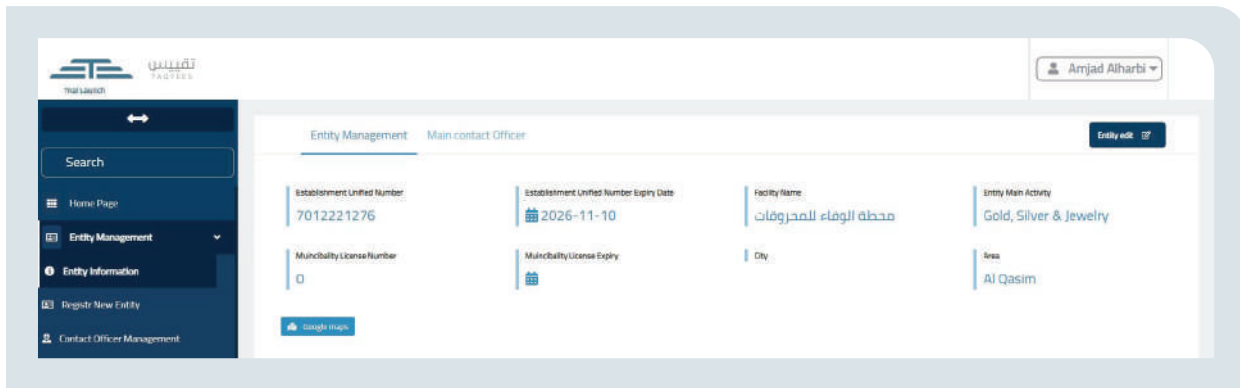 تقييس
TAQYEES
Trial Launch
Amjad Alharbi
Search
Home Page
Entity Management
Entity Information
Registr New Entity
Contact Officer Management
Entity Management
Main contact Officer
Entity edit
Establishment Unified Number
7012221276
Establishment Unified Number Expiry Date
2026-11-10
Facility Name
محطة الوفاء للمحروقات
Entity Main Activity
Gold, Silver & Jewelry
Muincibality License Number
0
Muincibality License Expiry
City
Area
Al Qasim
Google maps